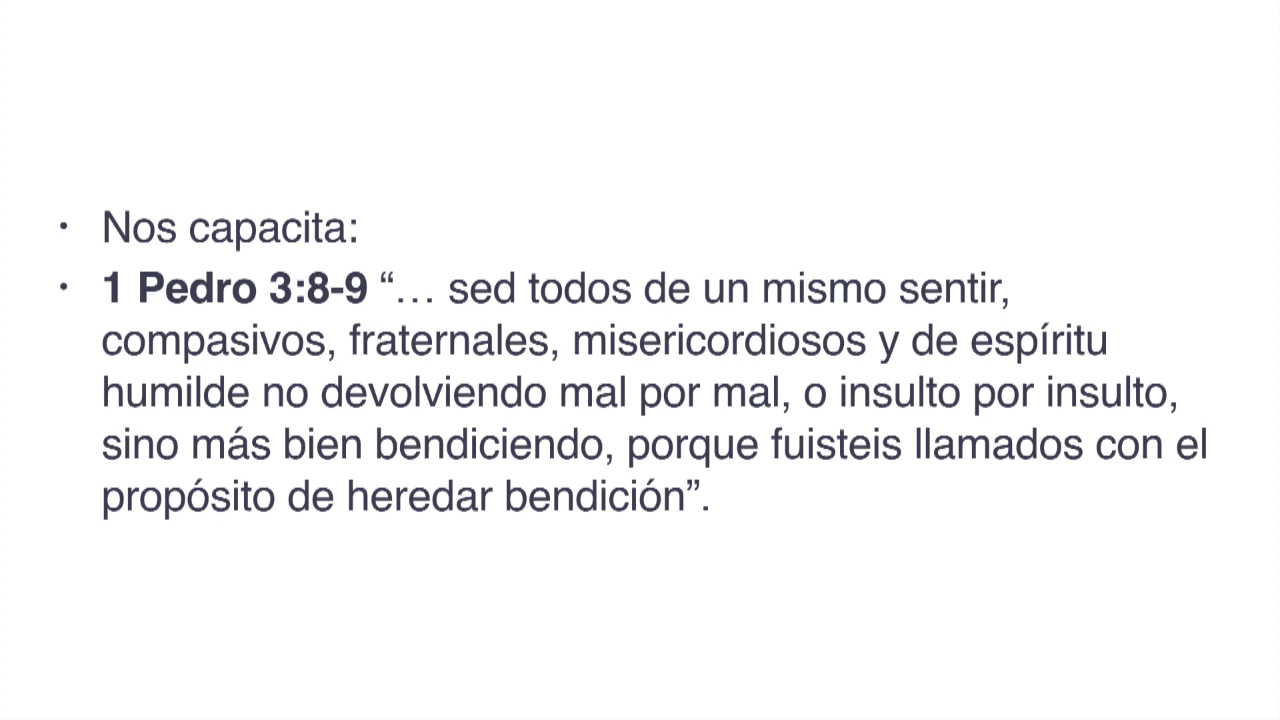 · Nos capacita:
· 1 Pedro 3:8-9 “… sed todos de un mismo sentir,
compasivos, fraternales, misericordiosos y de espíritu
humilde no devolviendo mal por mal, o insulto por insulto,
sino más bien bendiciendo, porque fuisteis llamados con el
propósito de heredar bendición”.